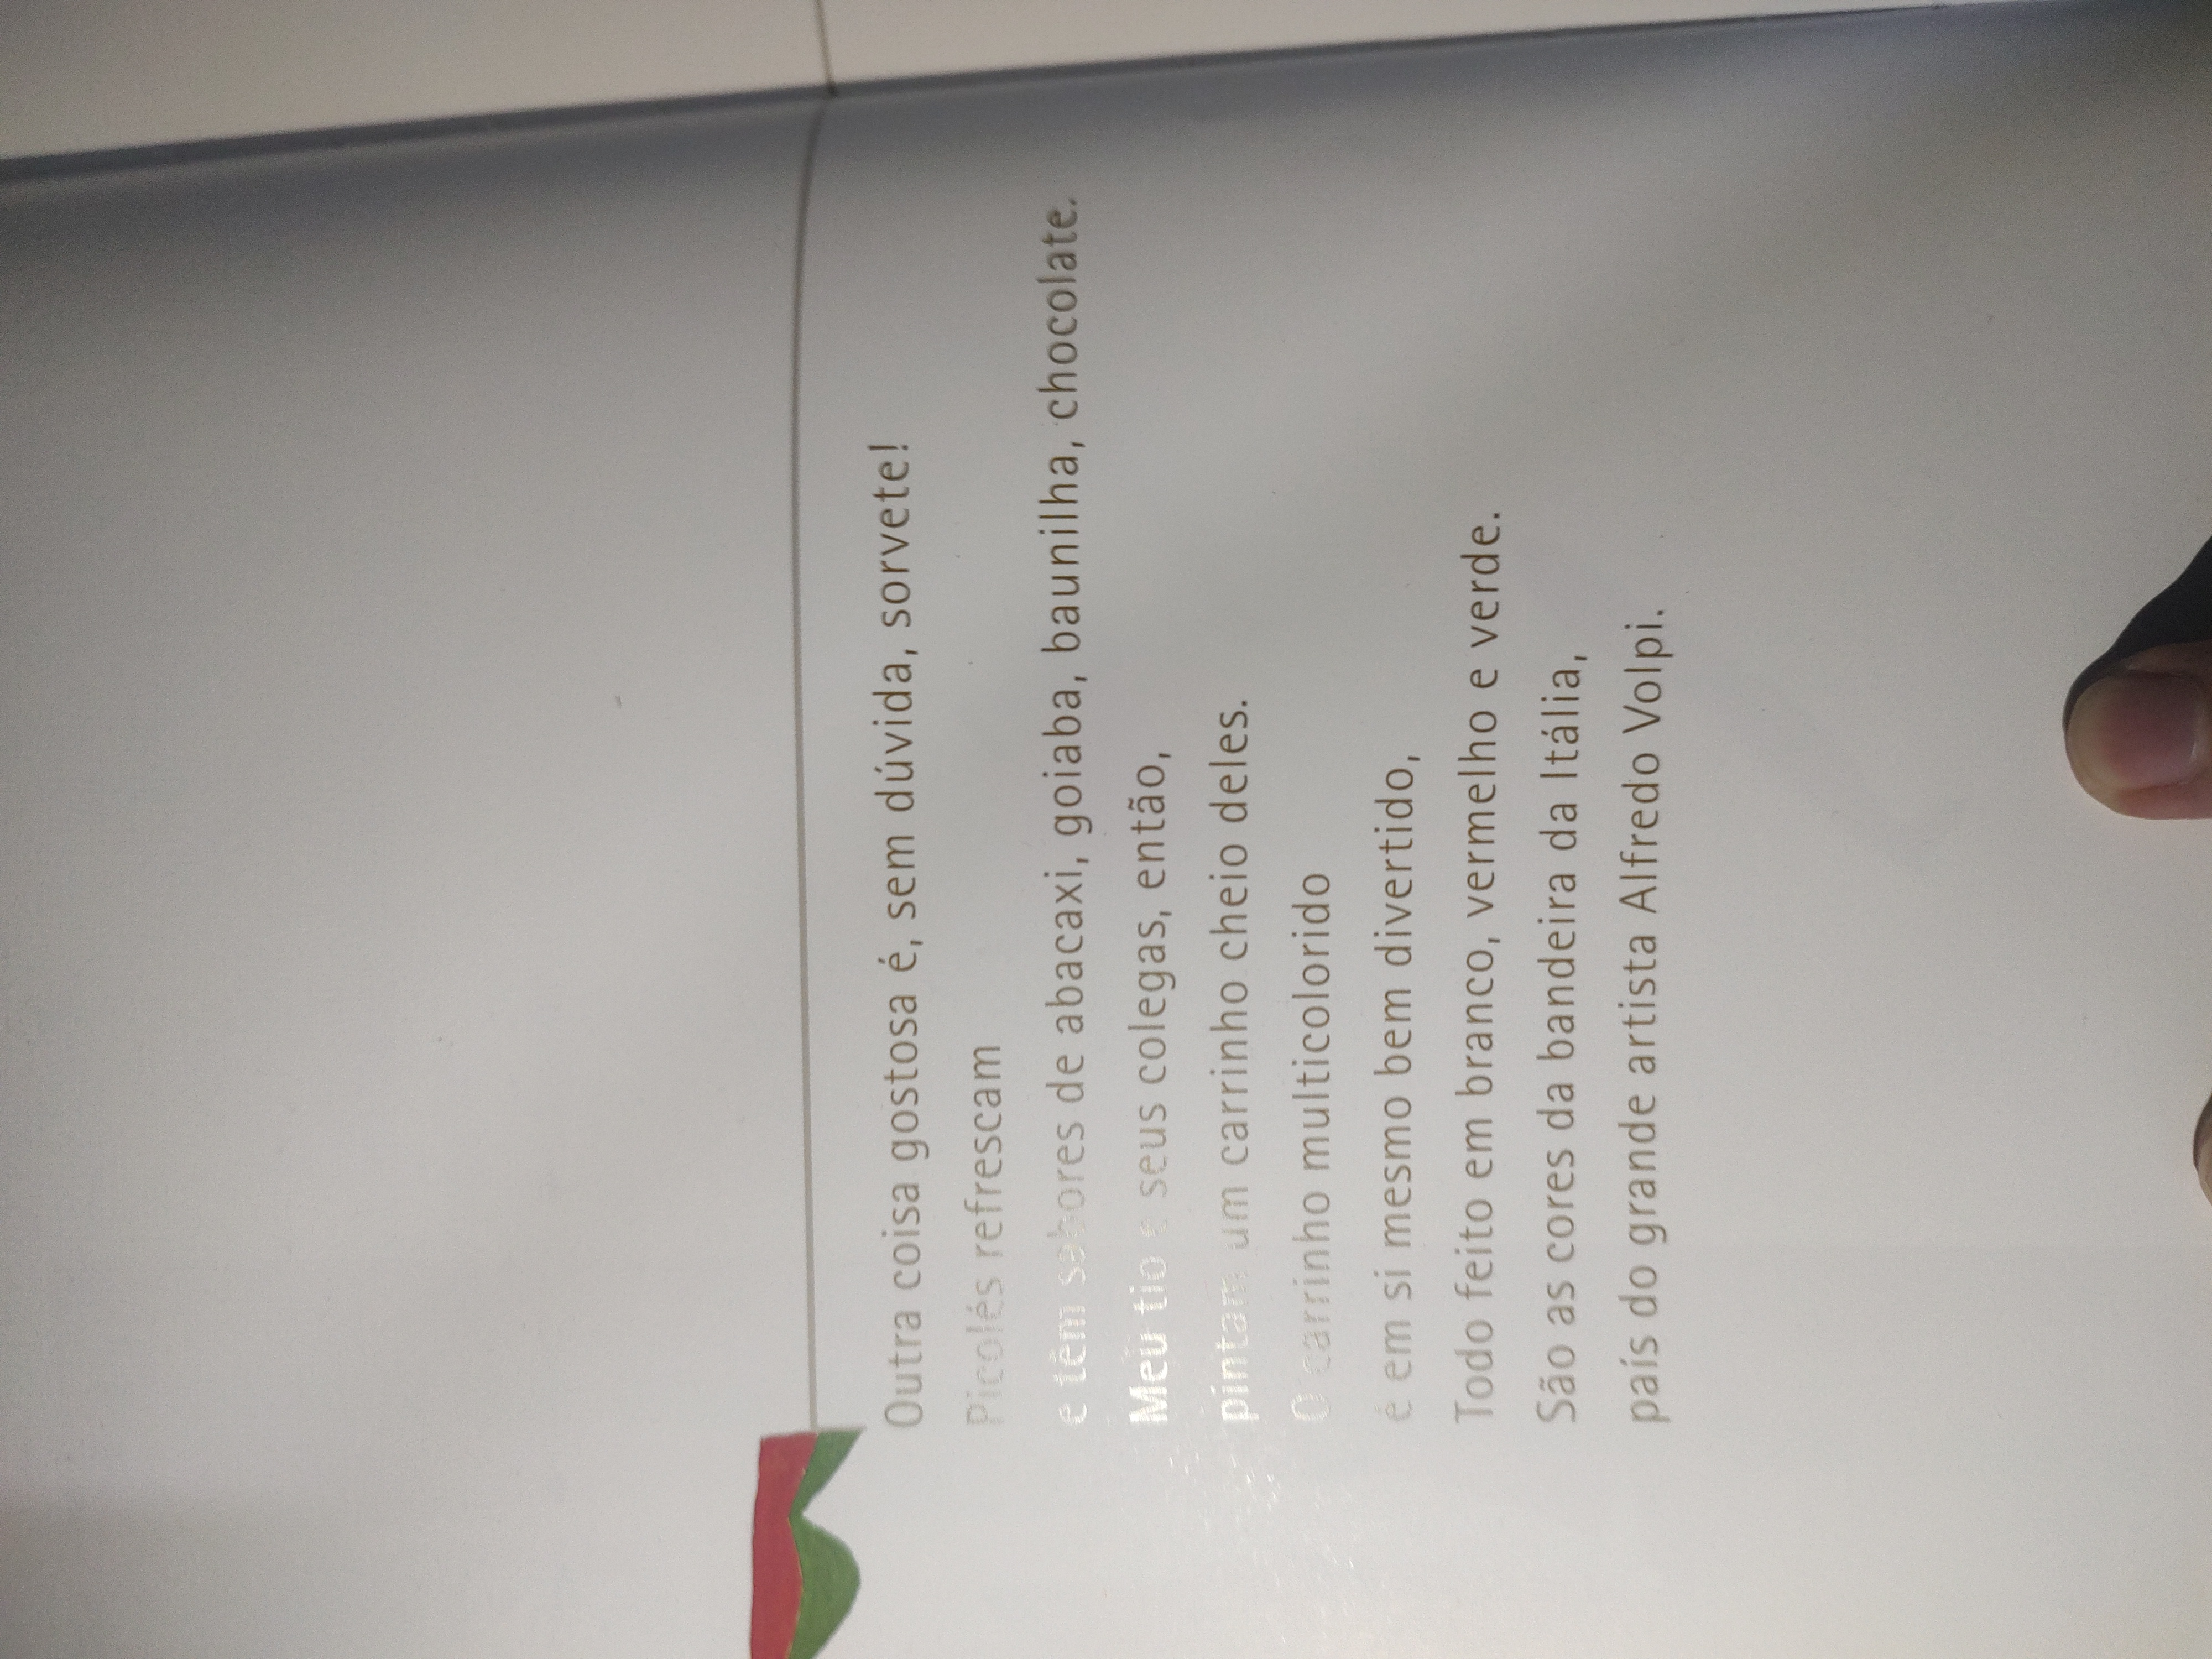 Outra coisa gostosa é, sem dúvida, sorvete!
Picolés refrescam
e têm sabores de abacaxi, goiaba, baunilha, chocolate.
Meu tio e seus colegas, então,
pintam um carrinho cheio deles.
O carrinho multicolorido
é em si mesmo bem divertido,
Todo feito em branco, vermelho e verde.
São as cores da bandeira da Itália,
país do grande artista Alfredo Volpi.